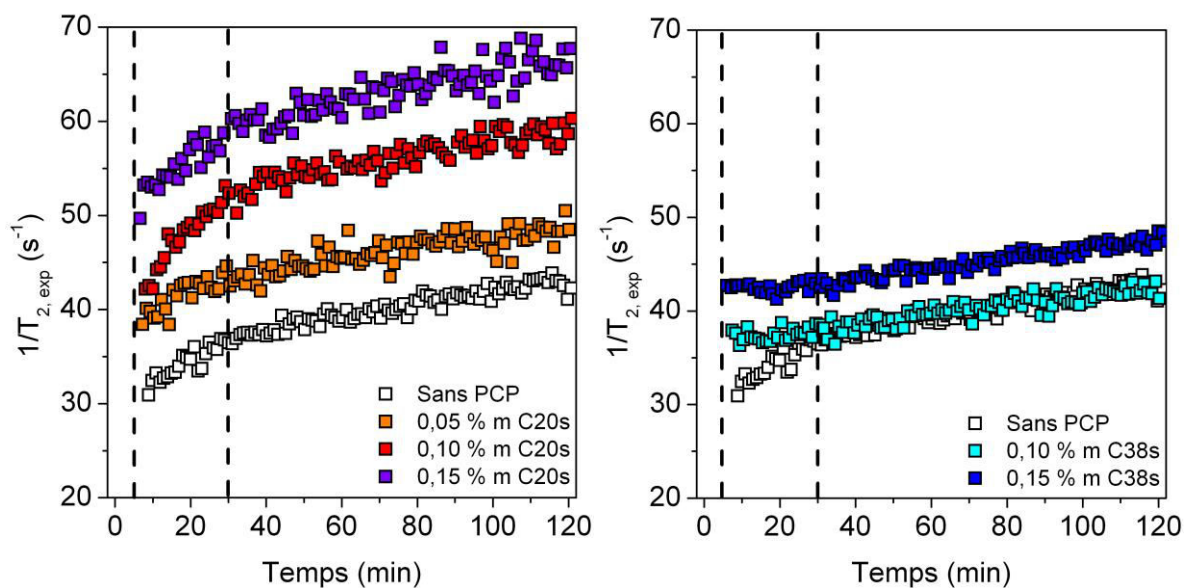 70
60
50
40
30
20
1/T2, exp (s-1)
0 20 40 60 80 100 120
Temps (min)
Sans PCP
0,05 % m C20s
0,10 % m C20s
0,15 % m C20s
70
60
50
40
30
20
1/T2, exp (s-1)
0 20 40 60 80 100 120
Temps (min)
Sans PCP
0,10 % m C38s
0,15 % m C38s